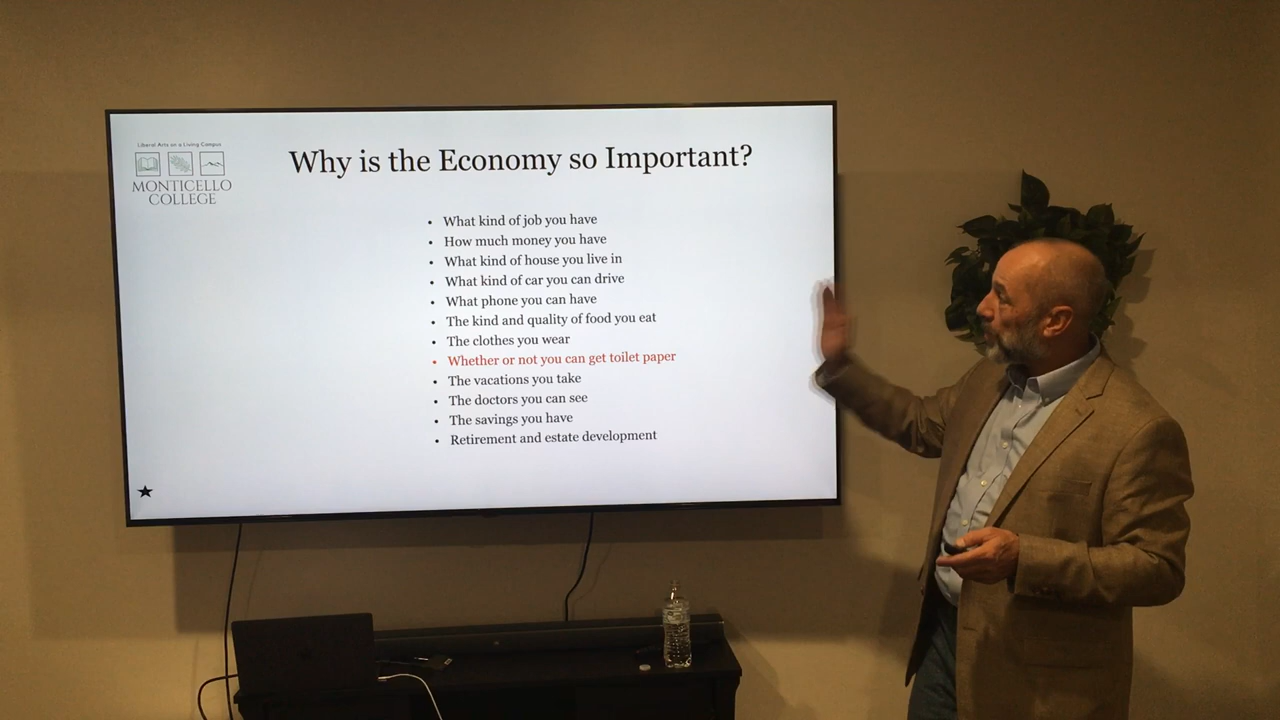 Liberal Arts on a Living Campus
MONTICELLO
COLLEGE
Why is the Economy so Important?
• What kind of job you have
• How much money you have
• What kind of house you live in
• What kind of car you can drive
• What phone you can have
• The kind and quality of food you eat
• The clothes you wear
• Whether or not you can get toilet paper
• The vacations you take
• The doctors you can see
• The savings you have
• Retirement and estate development